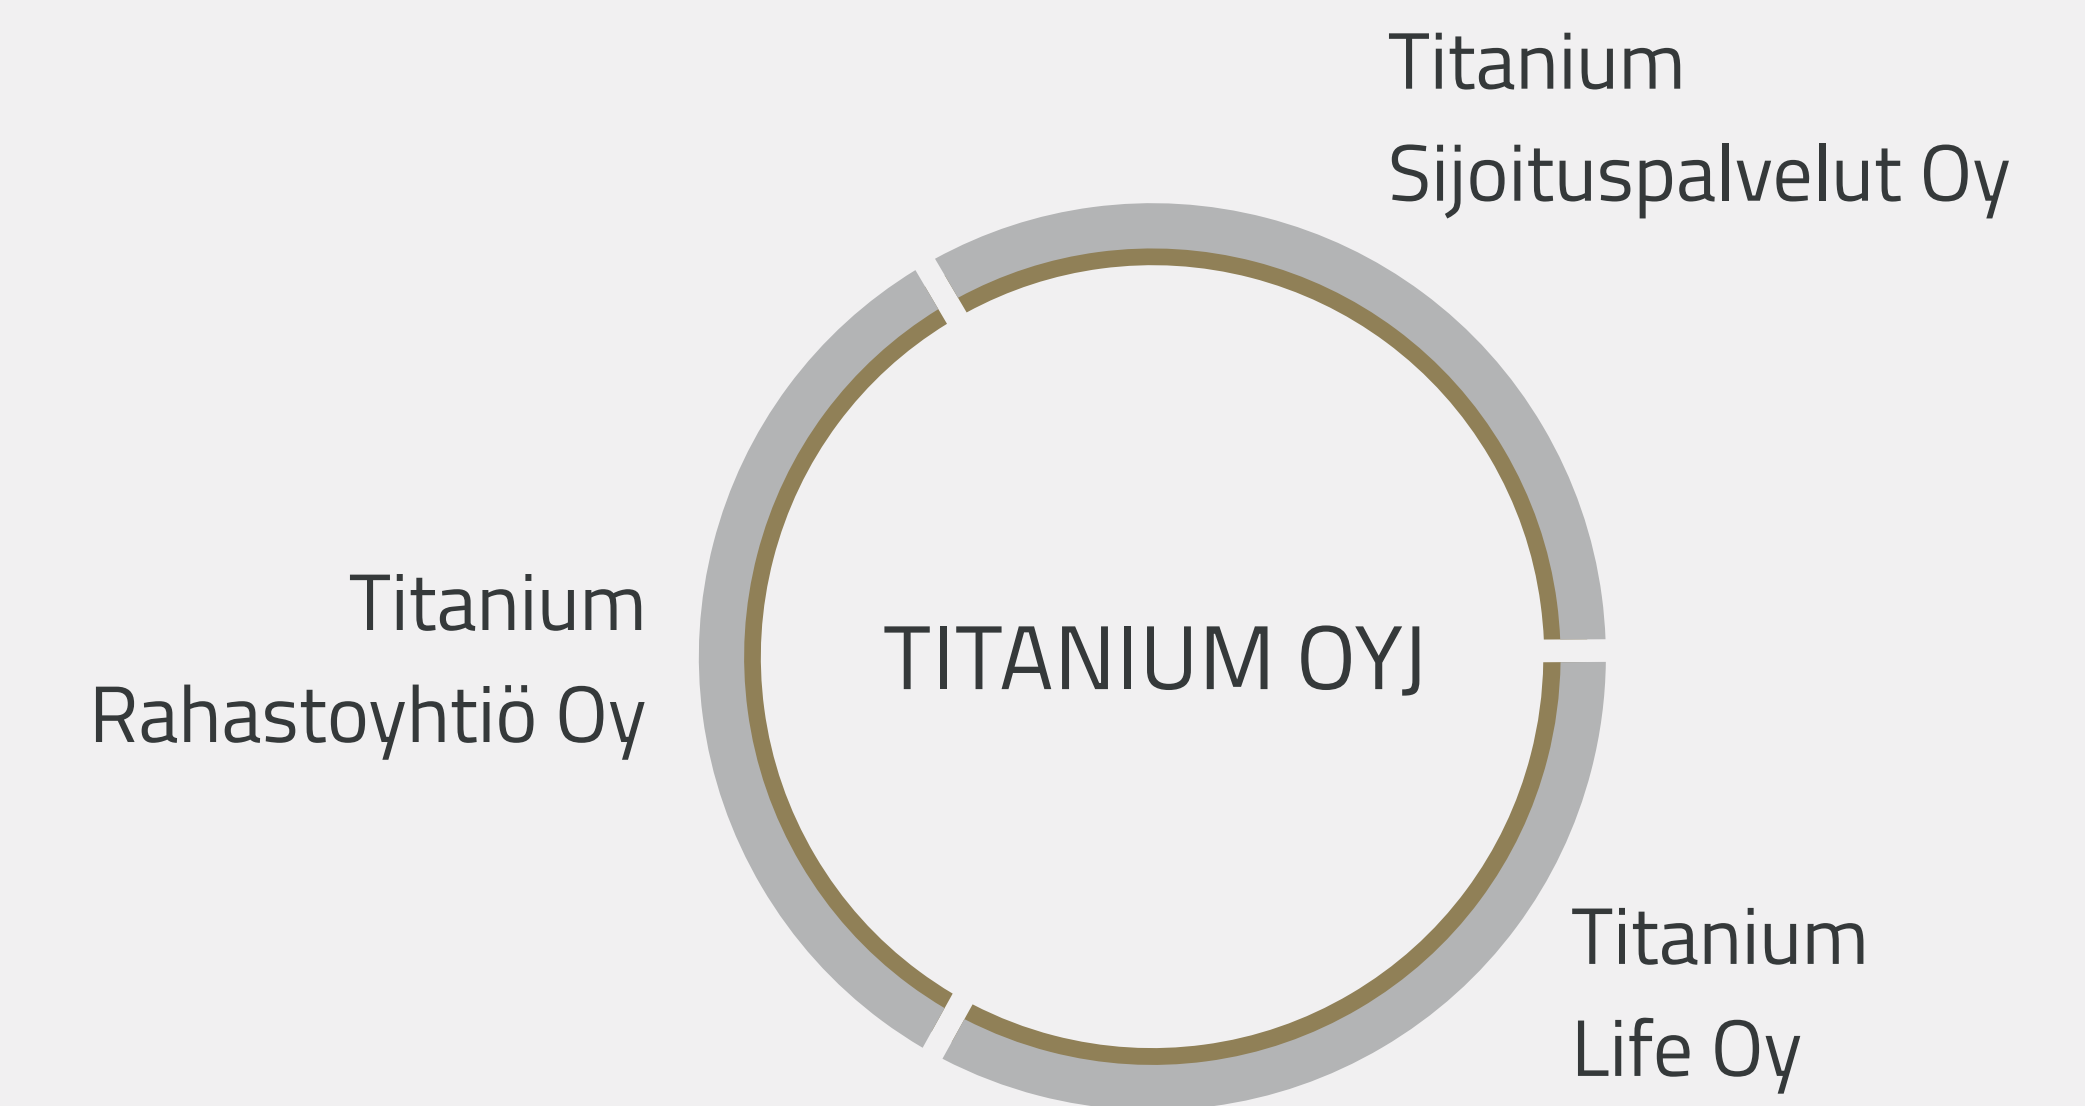 Titanium
Sijoituspalvelut Oy
Titanium
Rahastoyhtiö Oy
TITANIUM OYJ
Titanium
Life Oy